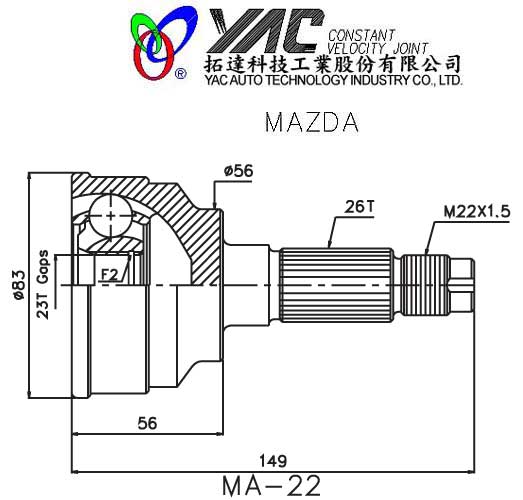 YAC CONSTANT
VELOCITY JOINT
®
拓達科技工業股份有限公司
YAC AUTO TECHNOLOGY INDUSTRY CO., LTD.
MAZDA
ø56
26T
M22X1.5
ø83
23T Gaps
F2
56
149
MA-22